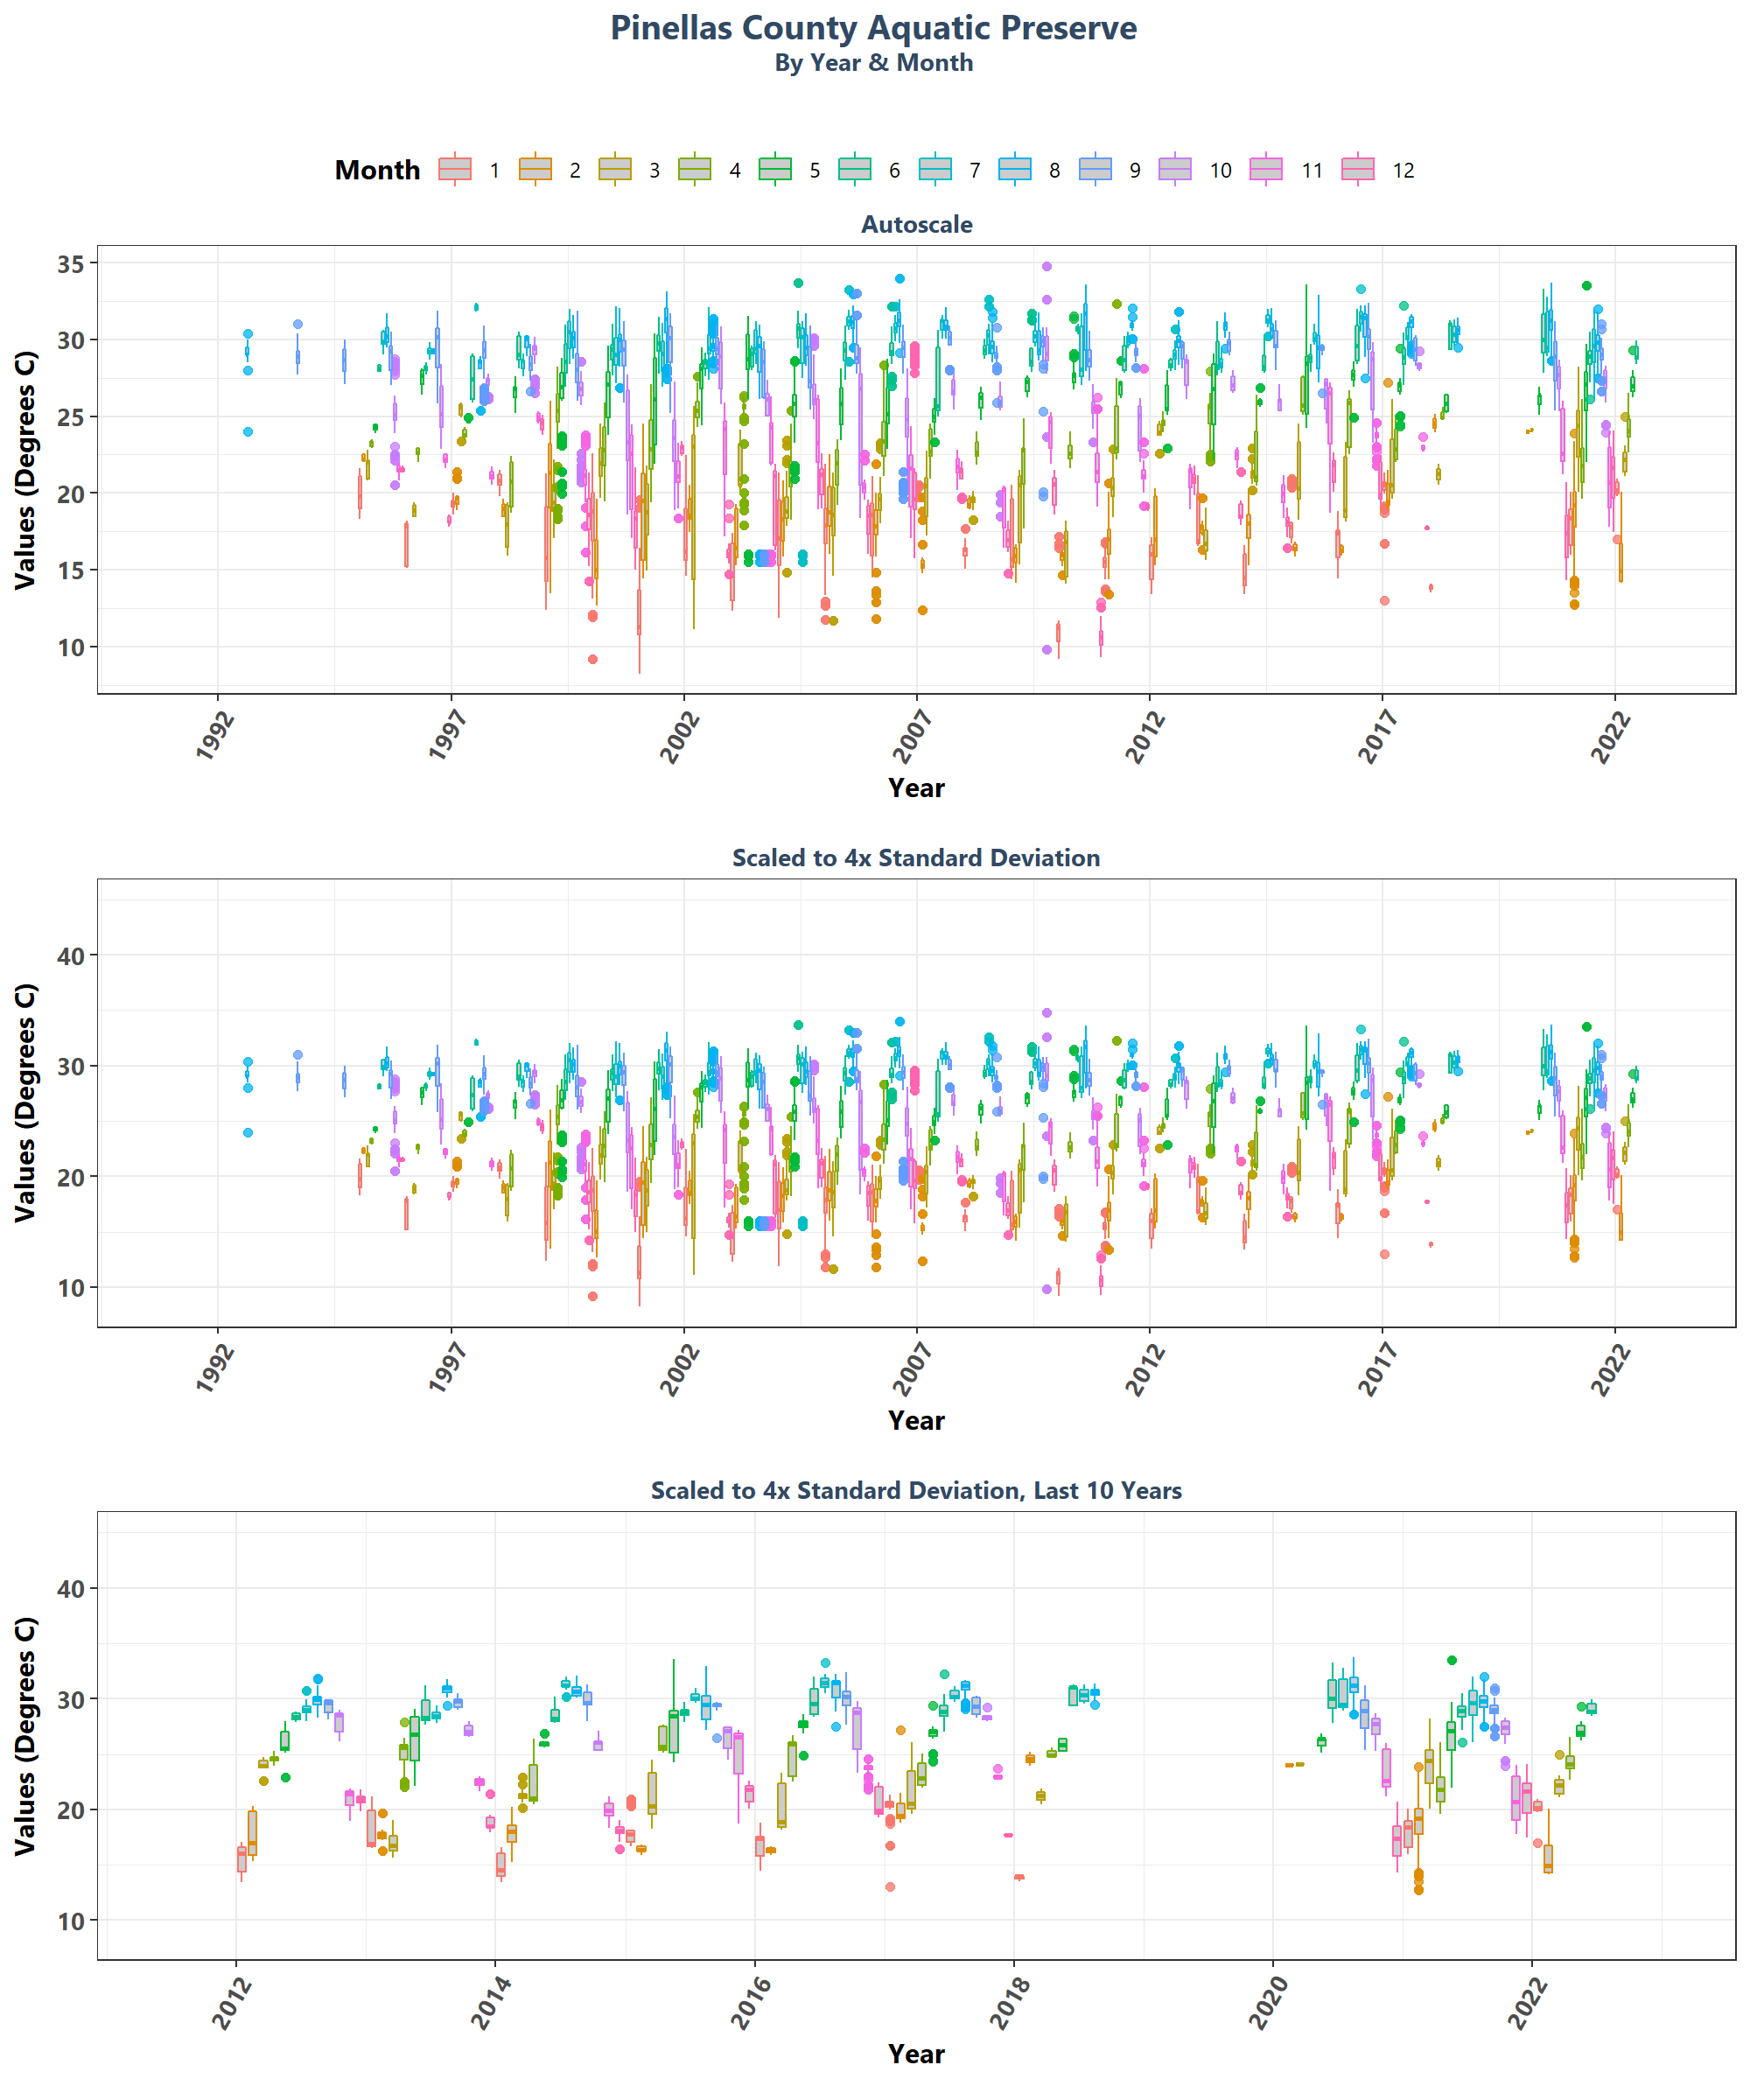 Pinellas County Aquatic Preserve
By Year & Month
Month 1 2 3 4 5 6 7 8 9 10 11 12
Autoscale
Values (Degrees C)
35
30
25
20
15
10
1992 1997 2002 2007 2012 2017 2022
Year
Scaled to 4x Standard Deviation
Values (Degrees C)
40
30
20
10
1992 1997 2002 2007 2012 2017 2022
Year
Scaled to 4x Standard Deviation, Last 10 Years
Values (Degrees C)
40
30
20
10
2012 2014 2016 2018 2020 2022
Year